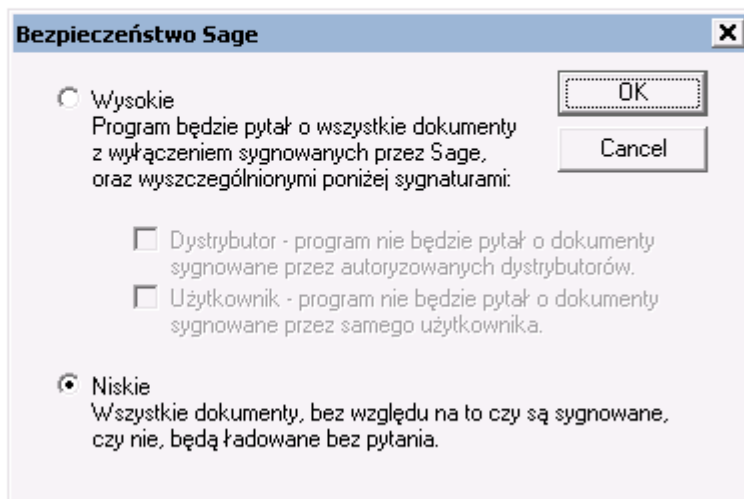 Bezpieczeństwo Sage
Wysokie
Program będzie pytał o wszystkie dokumenty
z wyłączeniem sygnowanych przez Sage,
oraz wyszczególnionymi poniżej sygnaturami:
OK
Cancel
Dystrybutor - program nie będzie pytał o dokumenty
sygnowane przez autoryzowanych dystrybutorów.
Użytkownik - program nie będzie pytał o dokumenty
sygnowane przez samego użytkownika.
Niskie
Wszystkie dokumenty, bez względu na to czy są sygnowane,
czy nie, będą ładowane bez pytania.